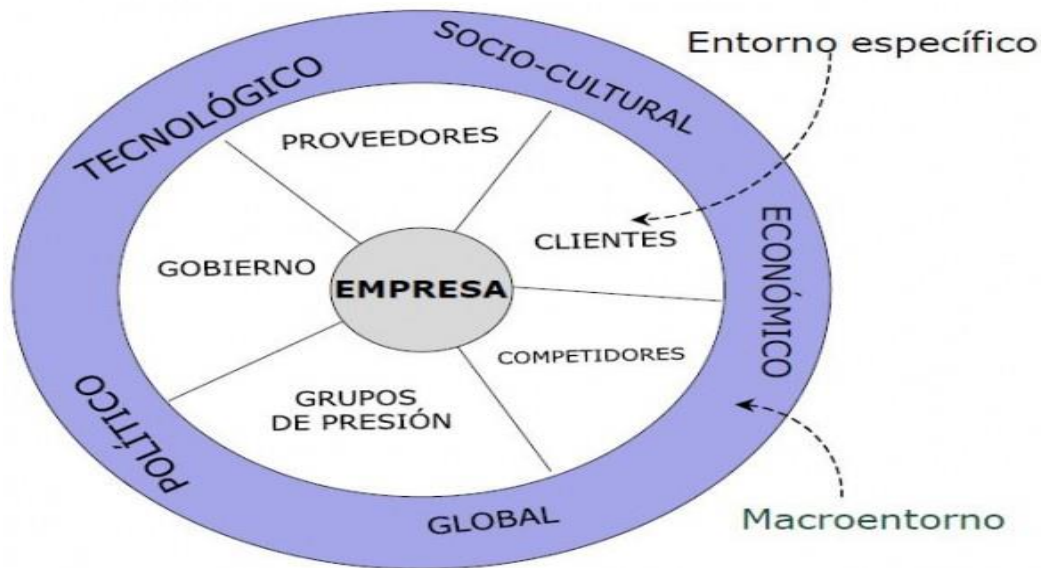 SOCIO-CULTURAL
Entorno específico
TECNOLÓGICO
PROVEEDORES
CLIENTES
ECONÓMICO
GOBIERNO
EMPRESA
COMPETIDORES
GRUPOS
DE PRESIÓN
POLÍTICO
GLOBAL
Macroentorno